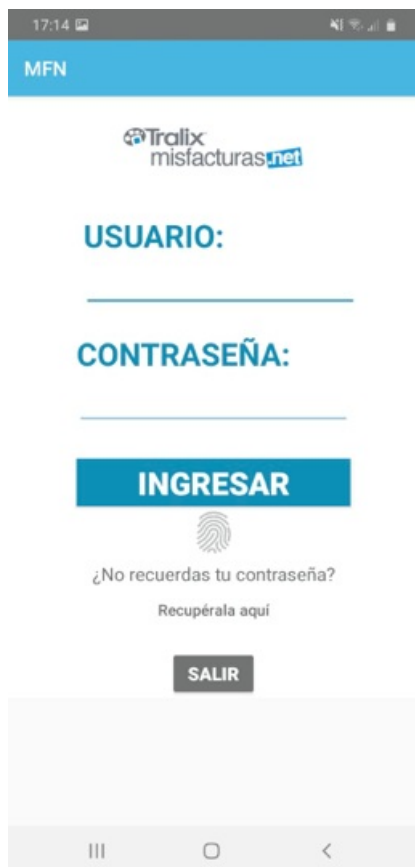 17:14
MFN
Tralix
misfacturas.net
USUARIO:
CONTRASEÑA:
INGRESAR
¿No recuerdas tu contraseña?
Recupérala aquí
SALIR